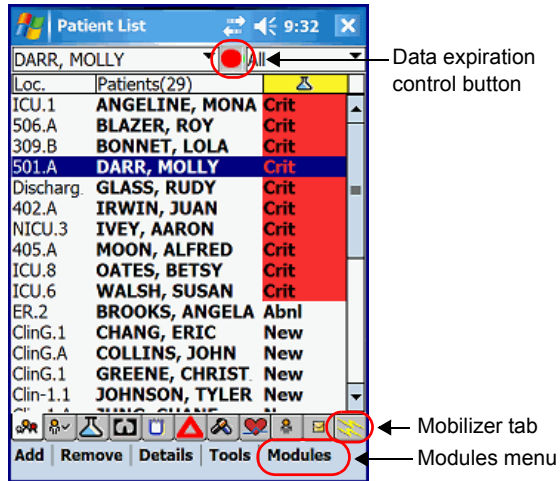 Patient List 9:32
DARR, MOLLY All
Data expiration
control button
Loc. Patients(29)
ICU.1 ANGELINE, MONA Crit
506.A BLAZER, ROY Crit
309.B BONNET, LOLA Crit
501.A DARR, MOLLY Crit
Discharg. GLASS, RUDY Crit
402.A IRWIN, JUAN Crit
NICU.3 IVEY, AARON Crit
405.A MOON, ALFRED Crit
ICU.8 OATES, BETSY Crit
ICU.6 WALSH, SUSAN Crit
ER.2 BROOKS, ANGELA Abnl
ClinG.1 CHANG, ERIC New
ClinG.A COLLINS, JOHN New
ClinG.1 GREENE, CHRIST. New
Clin-1.1 JOHNSON, TYLER New
Mobilizer tab
Add Remove Details Tools Modules
Modules menu